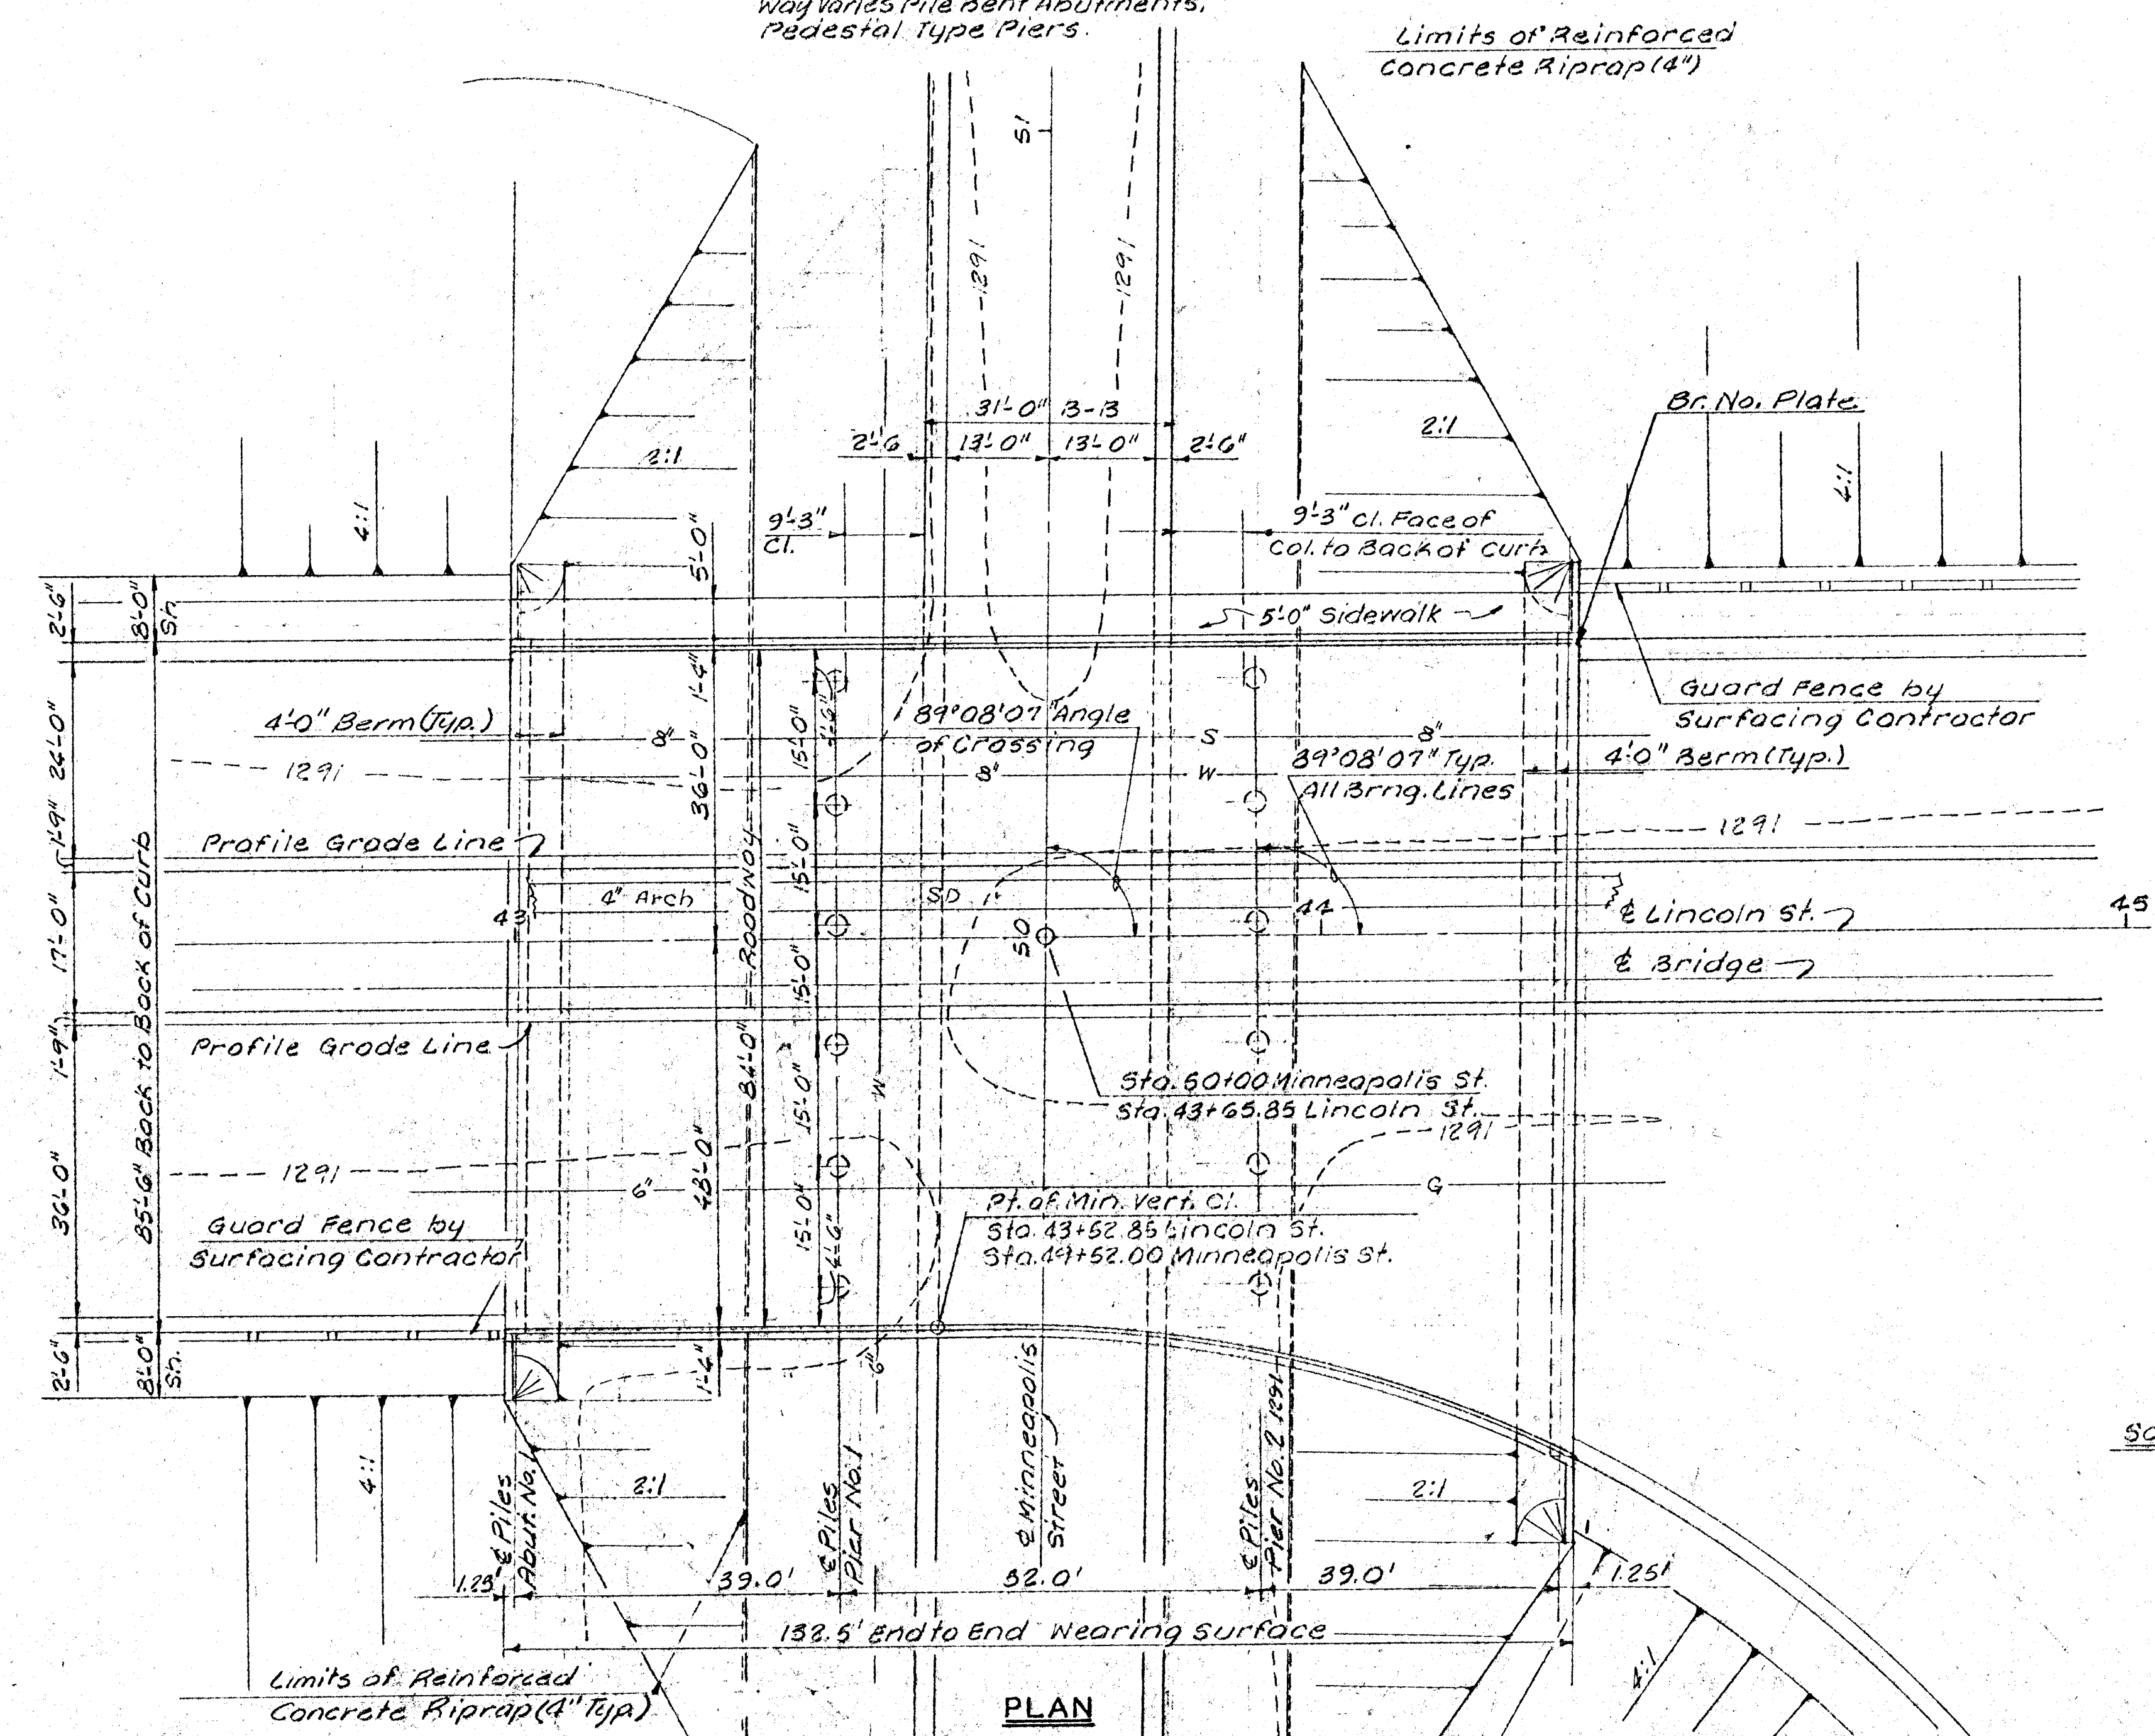 Way Varies Pile Bent Abutments,
Pedestal Type Piers.
Limits of Reinforced
Concrete Riprap (4")
51
1291
1291
31'-0" B-B
2'-6
13'-0"
13'-0"
2'-6"
2:1
2:1
Br. No. Plate
4:1
4:1
9'-3"
Cl.
9'-3" Cl. Face of
Col. to Back of Curb
5'-0"
2'-6"
8'-0"
Sh.
5'-0" Sidewalk
1'-4"
4'-0" Berm (Typ.)
8"
15'-0"
4'-6"
89°08'07" Angle
of Crossing
8"
S
W
8"
89°08'07" Typ.
All Brng. Lines
Guard Fence by
Surfacing Contractor
4'-0" Berm (Typ.)
1291
24'-0"
36'-0"
1291
Profile Grade Line
1'-9"
15'-0"
Roadway
4" Arch
SD
43
44
45
50
℄ Lincoln St.
℄ Bridge
17'-0"
85'-6" Back to Back of Curb
15'-0"
84'-0"
Profile Grade Line
1'-9"
W
15'-0"
Sta. 50+00 Minneapolis St.
Sta. 43+65.85 Lincoln St.
1291
1291
6"
48'-0"
G
36'-0"
15'-0"
4'-6"
Pt. of Min. Vert. Cl.
Sta. 43+52.85 Lincoln St.
Sta. 49+52.00 Minneapolis St.
Guard Fence by
Surfacing Contractor
2'-6"
8'-0"
Sh.
1'-4"
6"
4:1
2:1
2:1
℄ Piles
Abut. No. 1
℄ Piles
Pier No. 1
℄ Minneapolis
Street
℄ Piles
Pier No. 2
1291
1.25'
39.0'
52.0'
39.0'
1.25'
132.5' End to End Wearing Surface
4:1
Limits of Reinforced
Concrete Riprap (4" Typ.)
PLAN